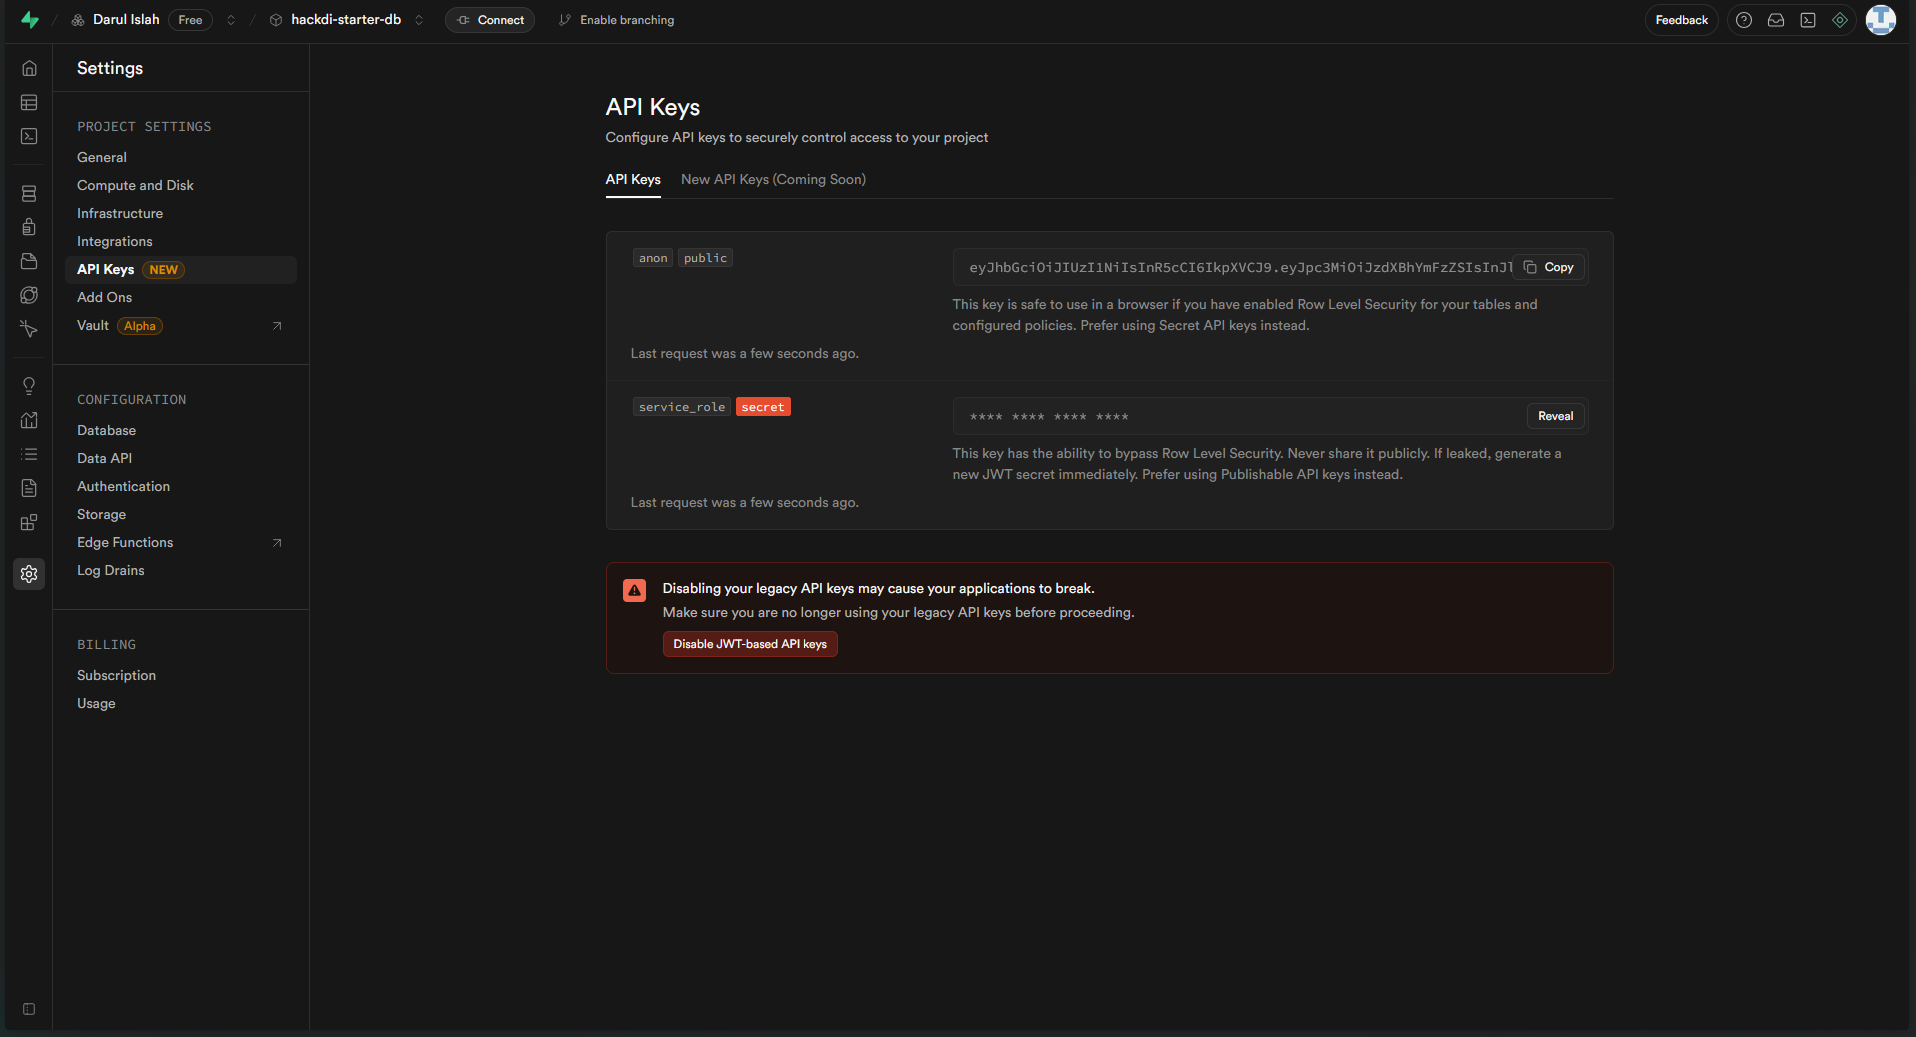 Darul Islah Free
hackdi-starter-db
Connect
Enable branching
Feedback
Settings
PROJECT SETTINGS
General
Compute and Disk
Infrastructure
Integrations
API Keys NEW
Add Ons
Vault Alpha
CONFIGURATION
Database
Data API
Authentication
Storage
Edge Functions
Log Drains
BILLING
Subscription
Usage
API Keys
Configure API keys to securely control access to your project
API Keys New API Keys (Coming Soon)
anon public
eyJhbGciOiJIUzI1NiIsInR5cCI6IkpXVCJ9.eyJpc3MiOiJzdXBhYmFzZSIsInJl Copy
This key is safe to use in a browser if you have enabled Row Level Security for your tables and
configured policies. Prefer using Secret API keys instead.
Last request was a few seconds ago.
service_role secret
**** **** **** **** Reveal
This key has the ability to bypass Row Level Security. Never share it publicly. If leaked, generate a
new JWT secret immediately. Prefer using Publishable API keys instead.
Last request was a few seconds ago.
Disabling your legacy API keys may cause your applications to break.
Make sure you are no longer using your legacy API keys before proceeding.
Disable JWT-based API keys